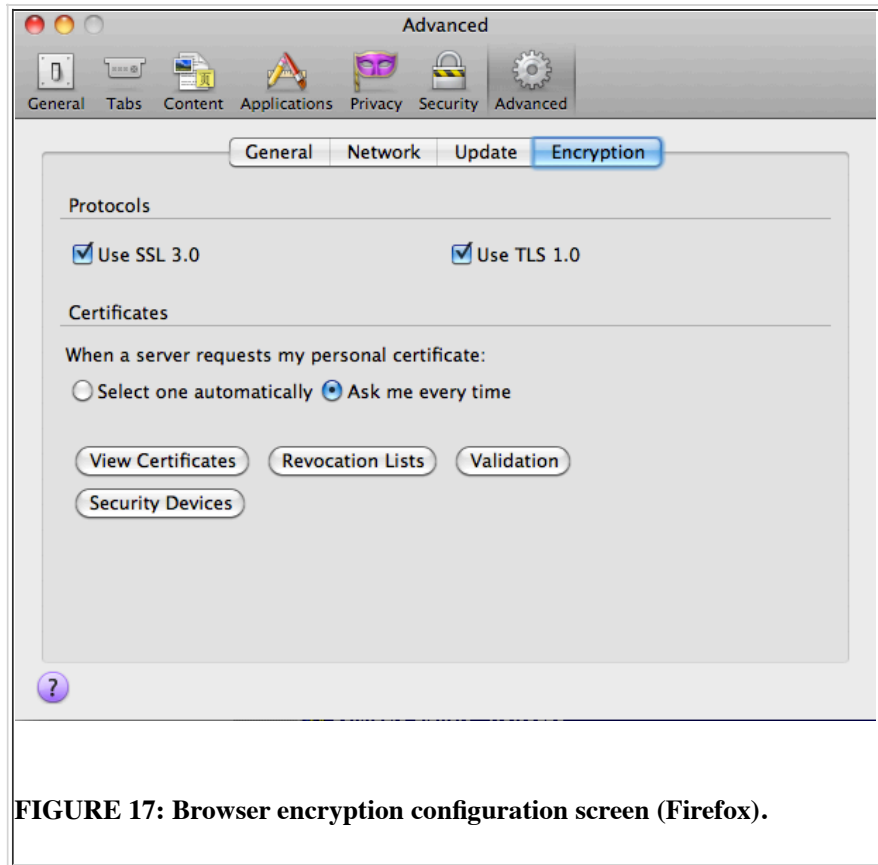 Advanced
General Tabs Content Applications Privacy Security Advanced
General Network Update Encryption
Protocols
Use SSL 3.0 Use TLS 1.0
Certificates
When a server requests my personal certificate:
Select one automatically Ask me every time
View Certificates Revocation Lists Validation
Security Devices
?
FIGURE 17: Browser encryption configuration screen (Firefox).